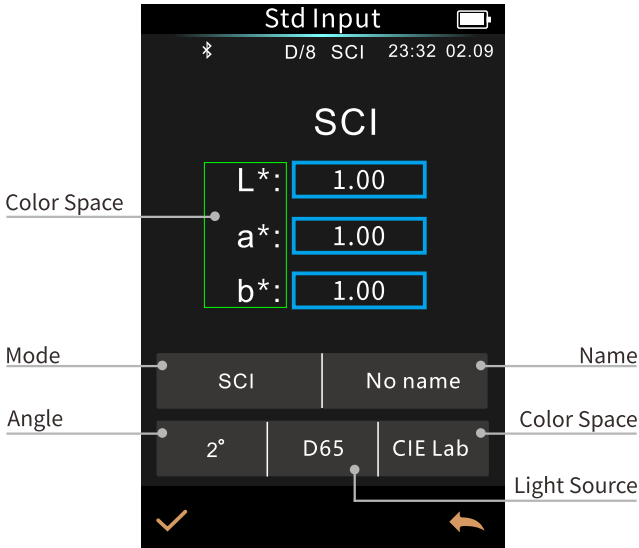 Std Input
D/8 SCI 23:32 02.09
SCI
L*: 1.00
Color Space
a*: 1.00
b*: 1.00
Mode
Name
SCI
No name
Angle
Color Space
2°
D65
CIE Lab
Light Source